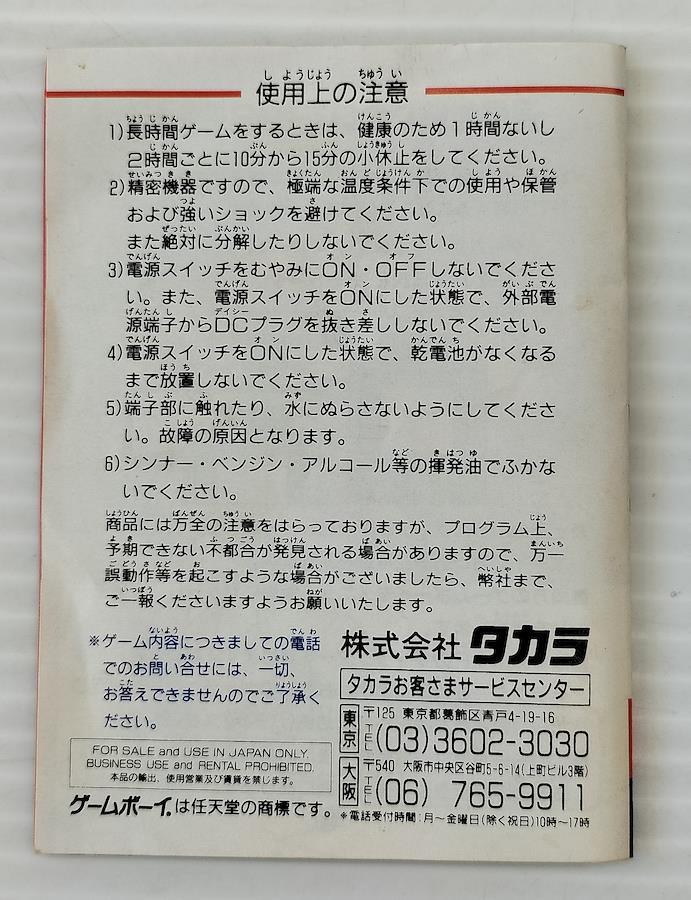 使用上の注意
1)長時間ゲームをするときは、健康のため1時間ないし
2時間ごとに10分から15分の小休止をしてください。
2)精密機器ですので、極端な温度条件下での使用や保管
および強いショックを避けてください。
また絶対に分解したりしないでください。
3)電源スイッチをむやみにON・OFFしないでくださ
い。また、電源スイッチをONにした状態で、外部電
源端子からDCプラグを抜き差ししないでください。
4)電源スイッチをONにした状態で、乾電池がなくなる
まで放置しないでください。
5)端子部に触れたり、水にぬらさないようにしてくださ
い。故障の原因となります。
6)シンナー・ベンジン・アルコール等の揮発油でふかな
いでください。
商品には万全の注意をはらっておりますが、プログラム上、
予期できない不都合が発見される場合がありますので、万一
誤動作等を起こすような場合がございましたら、幣社まで、
ご一報くださいますようお願いいたします。
※ゲーム内容につきましての電話
でのお問い合せには、一切、
お答えできませんのでご了承く
ださい。
FOR SALE and USE IN JAPAN ONLY.
BUSINESS USE and RENTAL PROHIBITED.
本品の輸出、使用営業及び賃貸を禁じます。
ゲームボーイ は任天堂の商標です。
株式会社 タカラ
タカラお客さまサービスセンター
東京 〒125 東京都葛飾区青戸4-19-16
TEL(03)3602-3030
大阪 〒540 大阪市中央区谷町5-6-14(上町ビル3階)
TEL(06) 765-9911
※電話受付時間:月〜金曜日(除く祝日)10時〜17時